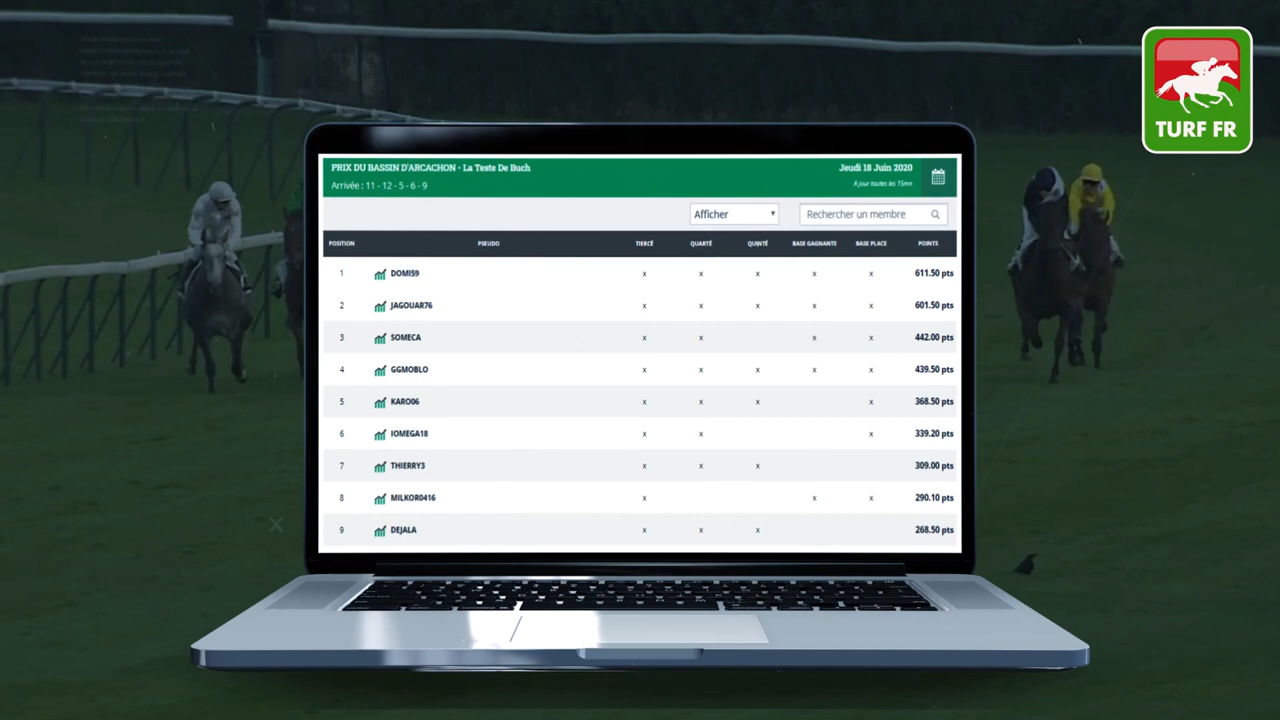 TURF FR
PRIX DU BASSIN D'ARCACHON - La Teste De Buch
Jeudi 18 Juin 2020
Arrivée : 11 - 12 - 5 - 6 - 9
A jour toutes les 15mn
Afficher
Rechercher un membre
POSITION PSEUDO TIERCÉ QUARTÉ QUINTÉ BASE GAGNANTE BASE PLACE POINTS
1 DOMI59 x x x x x 611.50 pts
2 JAGOUAR76 x x x x x 601.50 pts
3 SOMECA x x x x 442.00 pts
4 GGMOBLO x x x x x 439.50 pts
5 KARO06 x x x x 368.50 pts
6 IOMEGA18 x x x 339.20 pts
7 THIERRY3 x x x 309.00 pts
8 MILKOR0416 x x x 290.10 pts
9 DEJALA x x x 268.50 pts